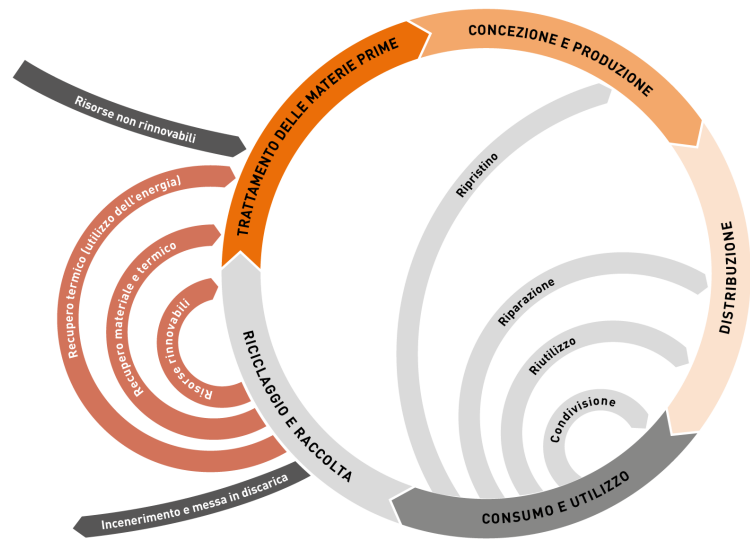 CONCEZIONE E PRODUZIONE
TRATTAMENTO DELLE MATERIE PRIME
Risorse non rinnovabili
Ripristino
Recupero termico (utilizzo dell'energia)
Recupero materiale e termico
Risorse rinnovabili
DISTRIBUZIONE
Riparazione
Riutilizzo
Condivisione
RICICLAGGIO E RACCOLTA
CONSUMO E UTILIZZO
Incenerimento e messa in discarica